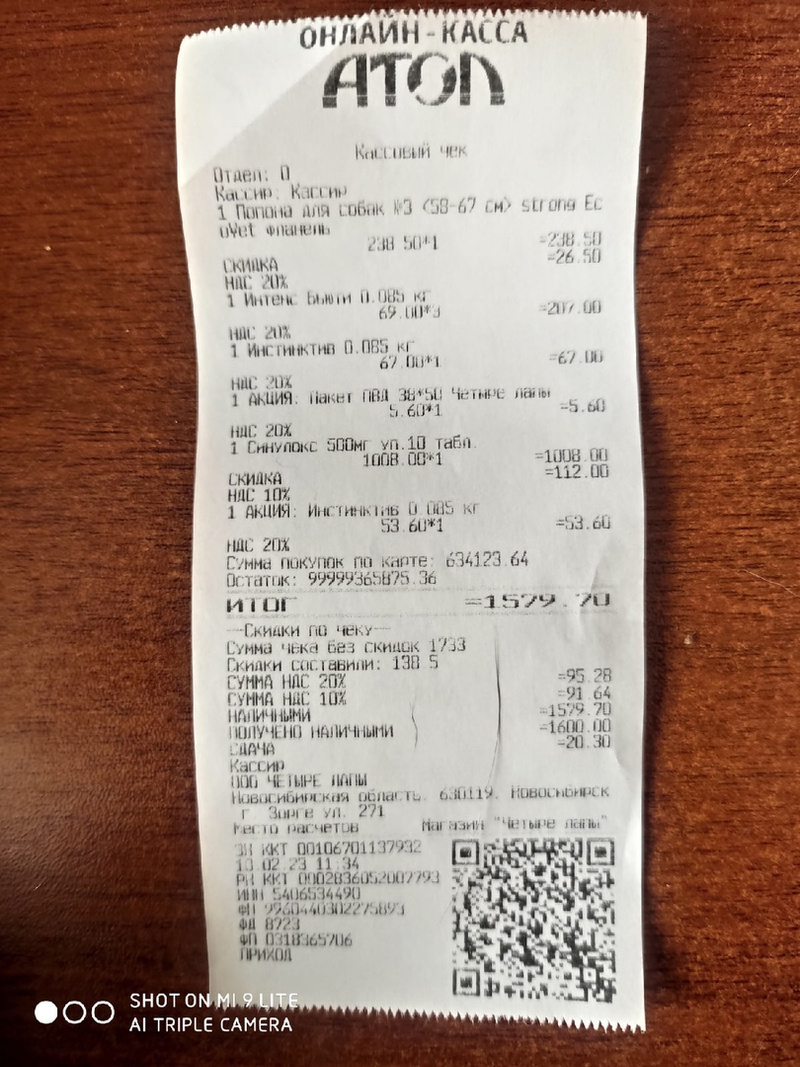 ОНЛАЙН-КАССА
АТОЛ
Кассовый чек
Отдел: 0
Кассир: Кассир
1 Попона для собак №3 <58-67 см> strong Ec
oVet фланель
238.50*1 =238.50
СКИДКА =26.50
НДС 20%
1 Интенс Бьюти 0.085 кг
69.00*3 =207.00
НДС 20%
1 Инстинктив 0.085 кг
67.00*1 =67.00
НДС 20%
1 АКЦИЯ: Пакет ПВД 38*50 Четыре лапы
5.60*1 =5.60
НДС 20%
1 Синулокс 500мг уп.10 табл.
1008.00*1 =1008.00
СКИДКА =112.00
НДС 10%
1 АКЦИЯ: Инстинктив 0.085 кг
53.60*1 =53.60
НДС 20%
Сумма покупок по карте: 634123.64
Остаток: 99999365875.36
ИТОГ =1579.70
---Скидки по чеку---
Сумма чека без скидок 1733
Скидки составили: 138.5
СУММА НДС 20% =95.28
СУММА НДС 10% =91.64
НАЛИЧНЫМИ =1579.70
ПОЛУЧЕНО НАЛИЧНЫМИ =1600.00
СДАЧА =20.30
Кассир
ООО ЧЕТЫРЕ ЛАПЫ
Новосибирская область, 630119, Новосибирск
г Зорге ул. 271
Место расчетов Магазин "Четыре лапы"
ЗН ККТ 00106701137932
13.02.23 11:34
РН ККТ 0002836052007793
ИНН 5406534490
ФН 9960440302275893
ФД 8723
ФП 0318365706
ПРИХОД
SHOT ON MI 9 LITE
AI TRIPLE CAMERA